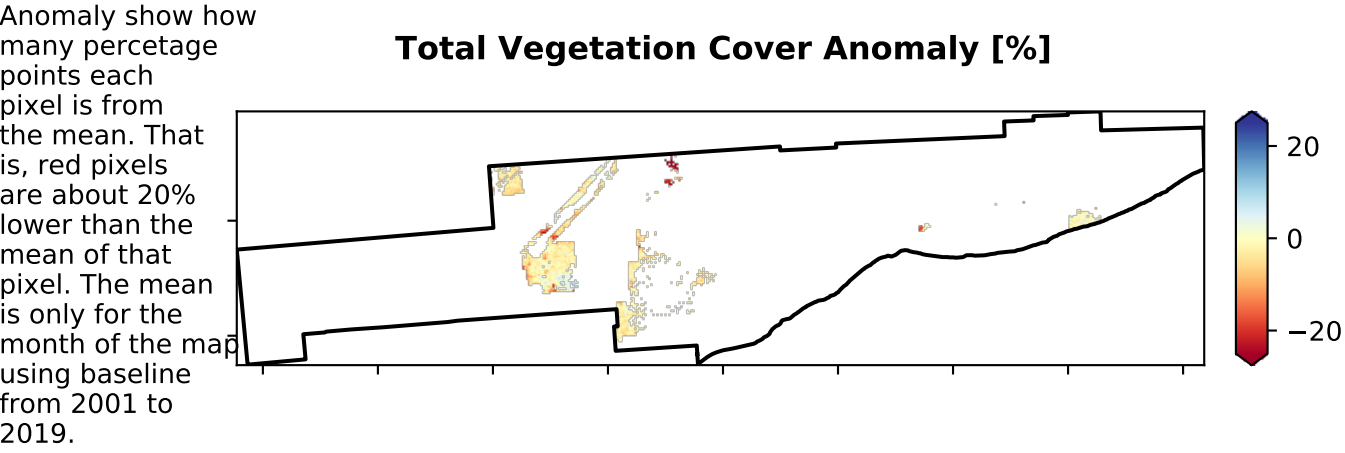 Anomaly show how
many percetage
points each
pixel is from
the mean. That
is, red pixels
are about 20%
lower than the
mean of that
pixel. The mean
is only for the
month of the map
using baseline
from 2001 to
2019.
Total Vegetation Cover Anomaly [%]
20
0
−20